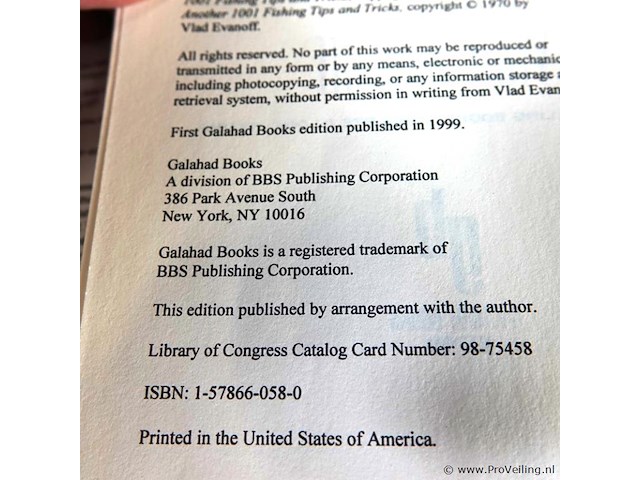 1001 Fishing Tips and Tricks
Another 1001 Fishing Tips and Tricks, copyright © 1970 by
Vlad Evanoff.
All rights reserved. No part of this work may be reproduced or
transmitted in any form or by any means, electronic or mechanic
including photocopying, recording, or any information storage a
retrieval system, without permission in writing from Vlad Evan
First Galahad Books edition published in 1999.
Galahad Books
A division of BBS Publishing Corporation
386 Park Avenue South
New York, NY 10016
Galahad Books is a registered trademark of
BBS Publishing Corporation.
This edition published by arrangement with the author.
Library of Congress Catalog Card Number: 98-75458
ISBN: 1-57866-058-0
Printed in the United States of America.
© www.ProVeiling.nl